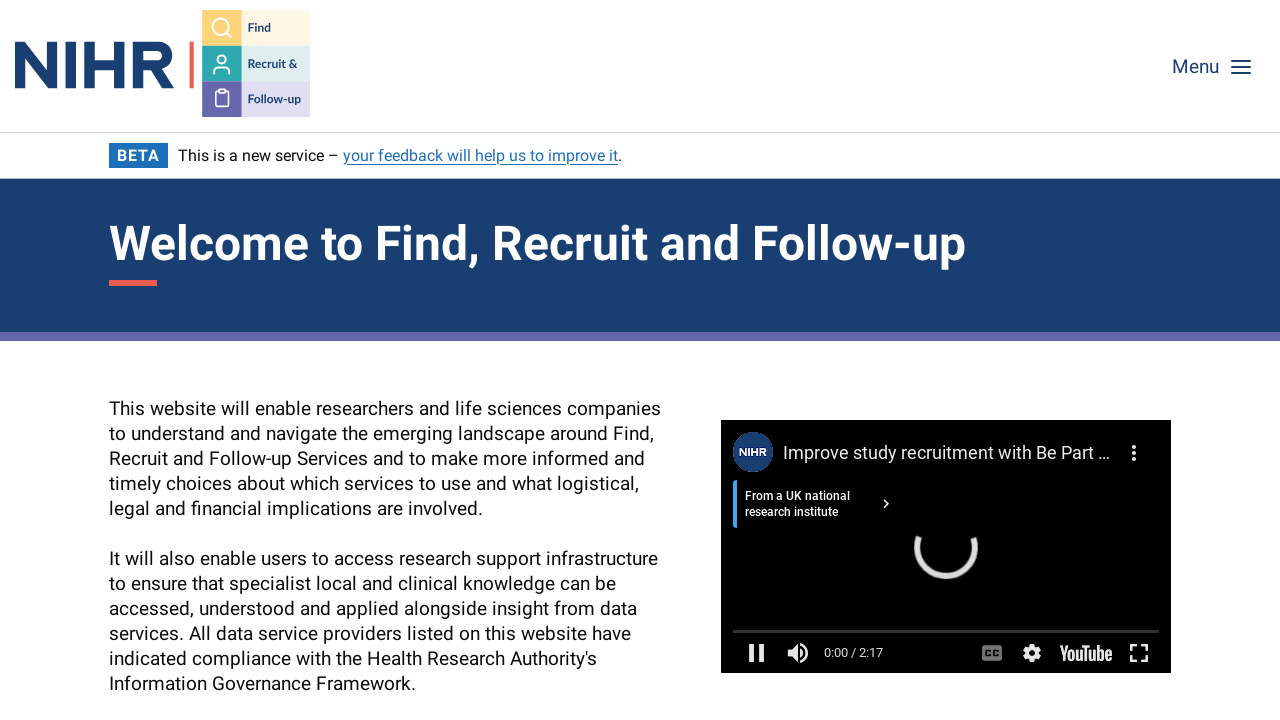 NIHR
Find
Recruit &
Follow-up
Menu
BETA
This is a new service – your feedback will help us to improve it.
Welcome to Find, Recruit and Follow-up
This website will enable researchers and life sciences companies
to understand and navigate the emerging landscape around Find,
Recruit and Follow-up Services and to make more informed and
timely choices about which services to use and what logistical,
legal and financial implications are involved.
It will also enable users to access research support infrastructure
to ensure that specialist local and clinical knowledge can be
accessed, understood and applied alongside insight from data
services. All data service providers listed on this website have
indicated compliance with the Health Research Authority's
Information Governance Framework.
NIHR
Improve study recruitment with Be Part ...
From a UK national
research institute
0:00 / 2:17
CC
YouTube